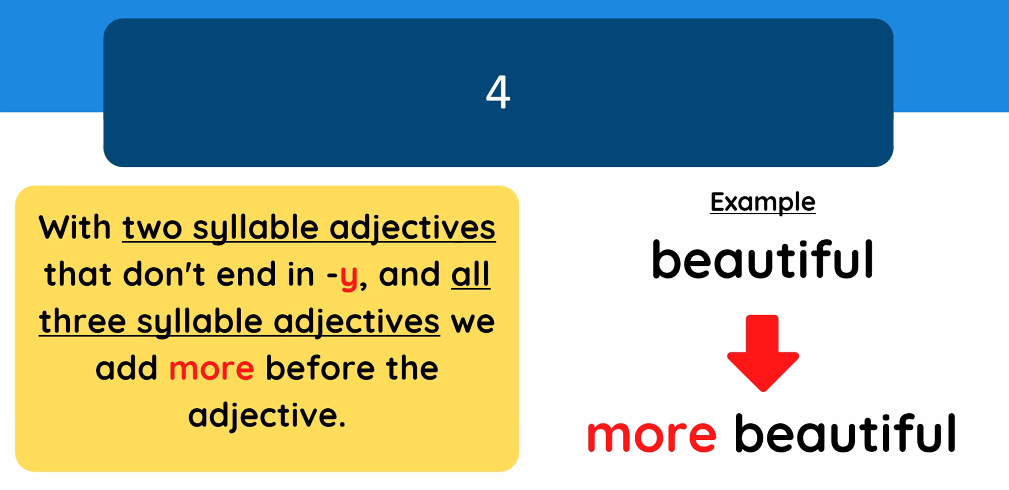 4
With two syllable adjectives
that don't end in -y, and all
three syllable adjectives we
add more before the
adjective.
Example
beautiful
more beautiful